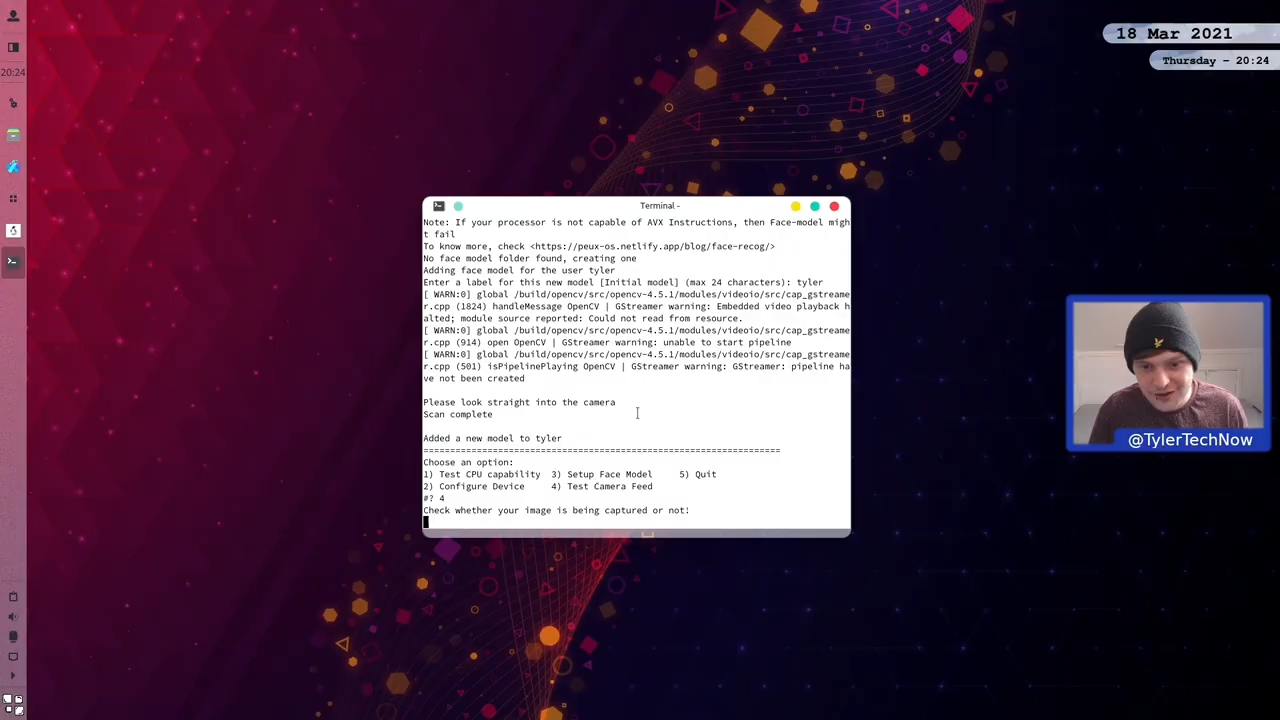 18 Mar 2021
Thursday - 20:24
20:24
Terminal -
Note: If your processor is not capable of AVX Instructions, then Face-model migh
t fail
To know more, check <https://peux-os.netlify.app/blog/face-recog/>
No face model folder found, creating one
Adding face model for the user tyler
Enter a label for this new model [Initial model] (max 24 characters): tyler
[ WARN:0] global /build/opencv/src/opencv-4.5.1/modules/videoio/src/cap_gstreame
r.cpp (1824) handleMessage OpenCV | GStreamer warning: Embedded video playback h
alted; module source reported: Could not read from resource.
[ WARN:0] global /build/opencv/src/opencv-4.5.1/modules/videoio/src/cap_gstreame
r.cpp (914) open OpenCV | GStreamer warning: unable to start pipeline
[ WARN:0] global /build/opencv/src/opencv-4.5.1/modules/videoio/src/cap_gstreame
r.cpp (501) isPipelinePlaying OpenCV | GStreamer warning: GStreamer: pipeline ha
ve not been created
Please look straight into the camera
Scan complete
Added a new model to tyler
===============================================================================
Choose an option:
1) Test CPU capability  3) Setup Face Model     5) Quit
2) Configure Device     4) Test Camera Feed
#? 4
Check whether your image is being captured or not!
@TylerTechNow